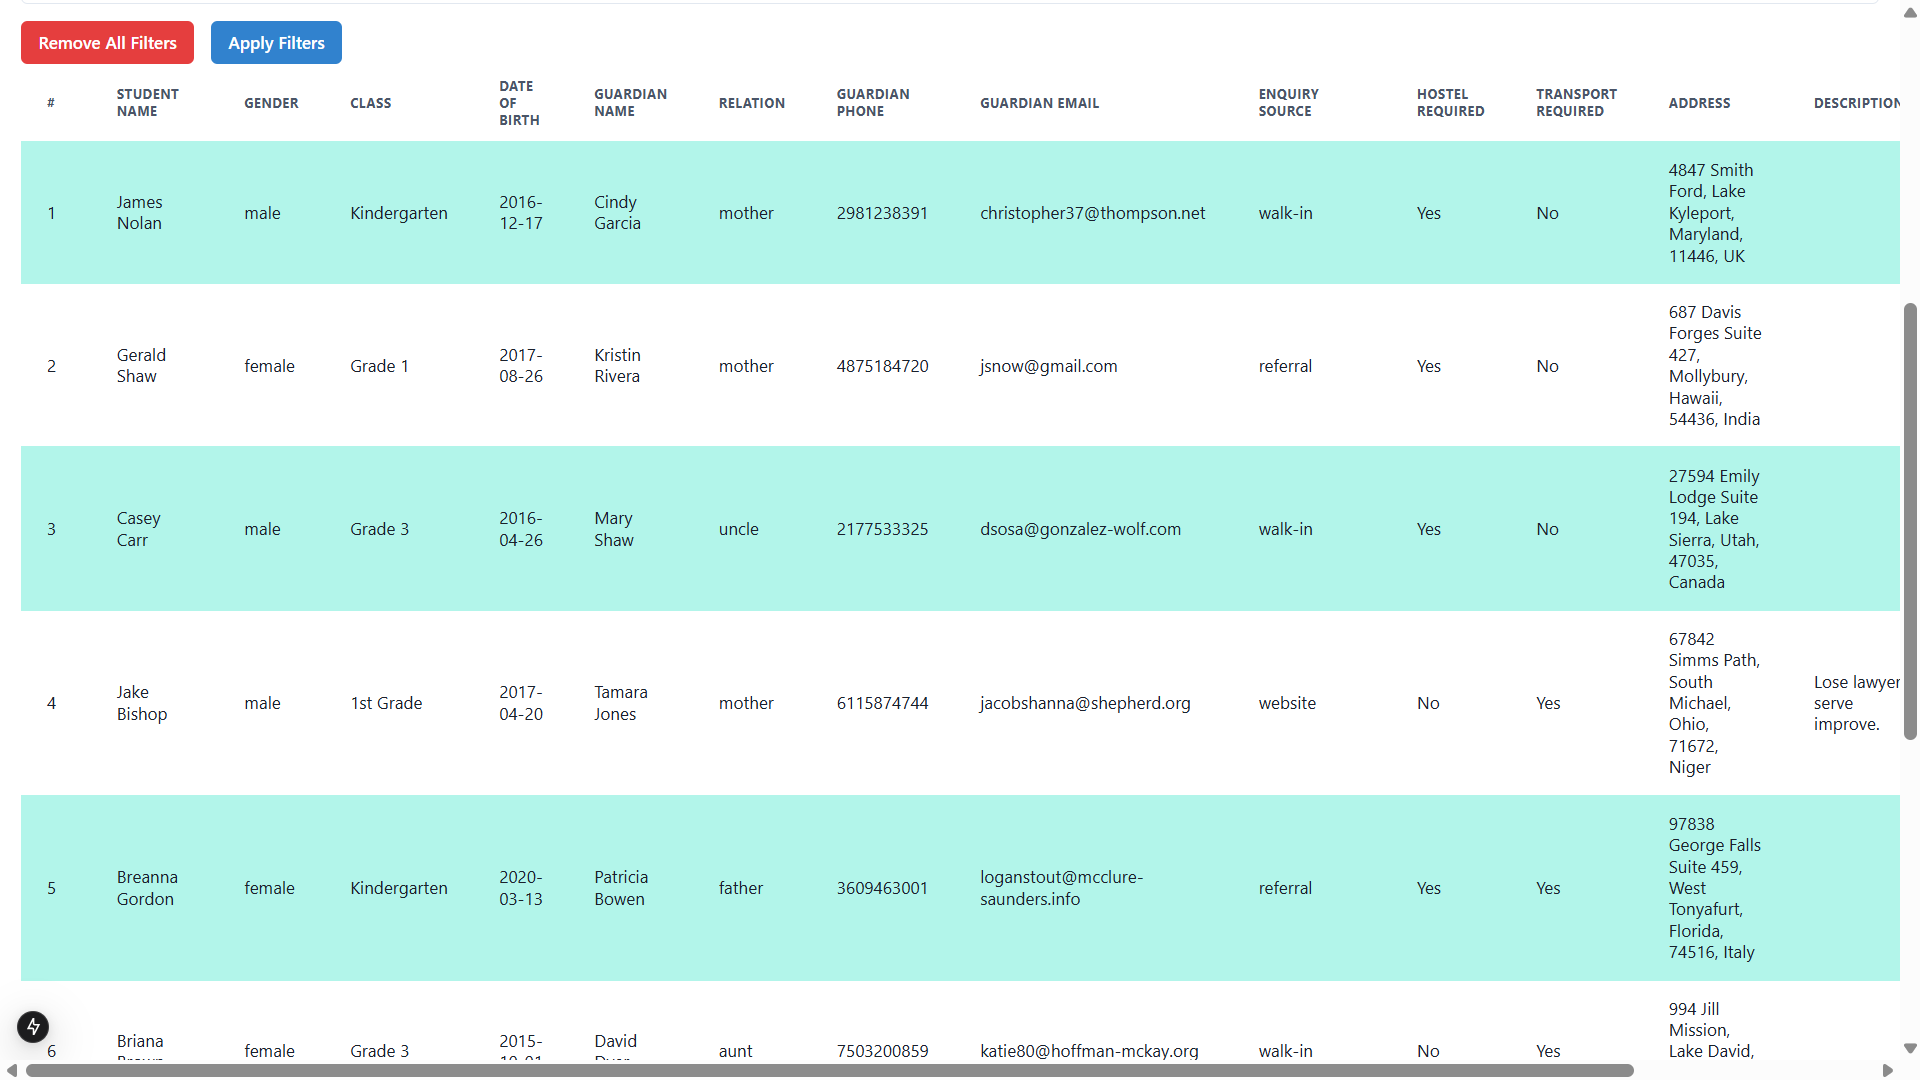 Remove All Filters
Apply Filters
#
STUDENT
NAME
GENDER
CLASS
DATE
OF
BIRTH
GUARDIAN
NAME
RELATION
GUARDIAN
PHONE
GUARDIAN EMAIL
ENQUIRY
SOURCE
HOSTEL
REQUIRED
TRANSPORT
REQUIRED
ADDRESS
DESCRIPTION
1
James
Nolan
male
Kindergarten
2016-
12-17
Cindy
Garcia
mother
2981238391
christopher37@thompson.net
walk-in
Yes
No
4847 Smith
Ford, Lake
Kyleport,
Maryland,
11446, UK
2
Gerald
Shaw
female
Grade 1
2017-
08-26
Kristin
Rivera
mother
4875184720
jsnow@gmail.com
referral
Yes
No
687 Davis
Forges Suite
427,
Mollybury,
Hawaii,
54436, India
3
Casey
Carr
male
Grade 3
2016-
04-26
Mary
Shaw
uncle
2177533325
dsosa@gonzalez-wolf.com
walk-in
Yes
No
27594 Emily
Lodge Suite
194, Lake
Sierra, Utah,
47035,
Canada
4
Jake
Bishop
male
1st Grade
2017-
04-20
Tamara
Jones
mother
6115874744
jacobshanna@shepherd.org
website
No
Yes
67842
Simms Path,
South
Michael,
Ohio,
71672,
Niger
Lose lawyer
serve
improve.
5
Breanna
Gordon
female
Kindergarten
2020-
03-13
Patricia
Bowen
father
3609463001
loganstout@mcclure-
saunders.info
referral
Yes
Yes
97838
George Falls
Suite 459,
West
Tonyafurt,
Florida,
74516, Italy
6
Briana
female
Grade 3
2015-
David
aunt
7503200859
katie80@hoffman-mckay.org
walk-in
No
Yes
994 Jill
Mission,
Lake David,